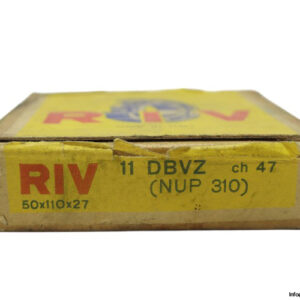 RIV
11 DBVZ ch 47
RIV (NUP 310)
50x110x27